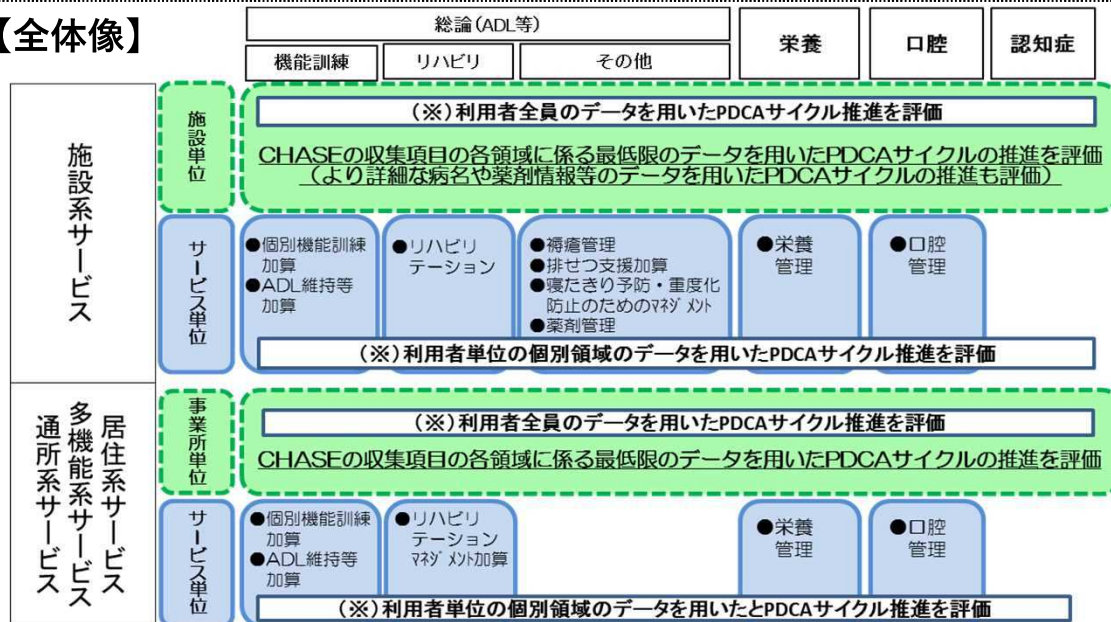 【全体像】
総論(ADL等)
機能訓練
リハビリ
その他
栄養
口腔
認知症
施設系サービス
施設単位
(※)利用者全員のデータを用いたPDCAサイクル推進を評価
CHASEの収集項目の各領域に係る最低限のデータを用いたPDCAサイクルの推進を評価
(より詳細な病名や薬剤情報等のデータを用いたPDCAサイクルの推進も評価)
サービス単位
●個別機能訓練
加算
●ADL維持等
加算
●リハビリ
テーション
●褥瘡管理
●排せつ支援加算
●寝たきり予防・重度化
防止のためのマネジメント
●薬剤管理
●栄養
管理
●口腔
管理
(※)利用者単位の個別領域のデータを用いたPDCAサイクル推進を評価
居住系サービス
多機能系サービス
通所系サービス
事業所単位
(※)利用者全員のデータを用いたPDCAサイクル推進を評価
CHASEの収集項目の各領域に係る最低限のデータを用いたPDCAサイクルの推進を評価
サービス単位
●個別機能訓練
加算
●ADL維持等
加算
●リハビリ
テーション
マネジメント加算
●栄養
管理
●口腔
管理
(※)利用者単位の個別領域のデータを用いたとPDCAサイクル推進を評価